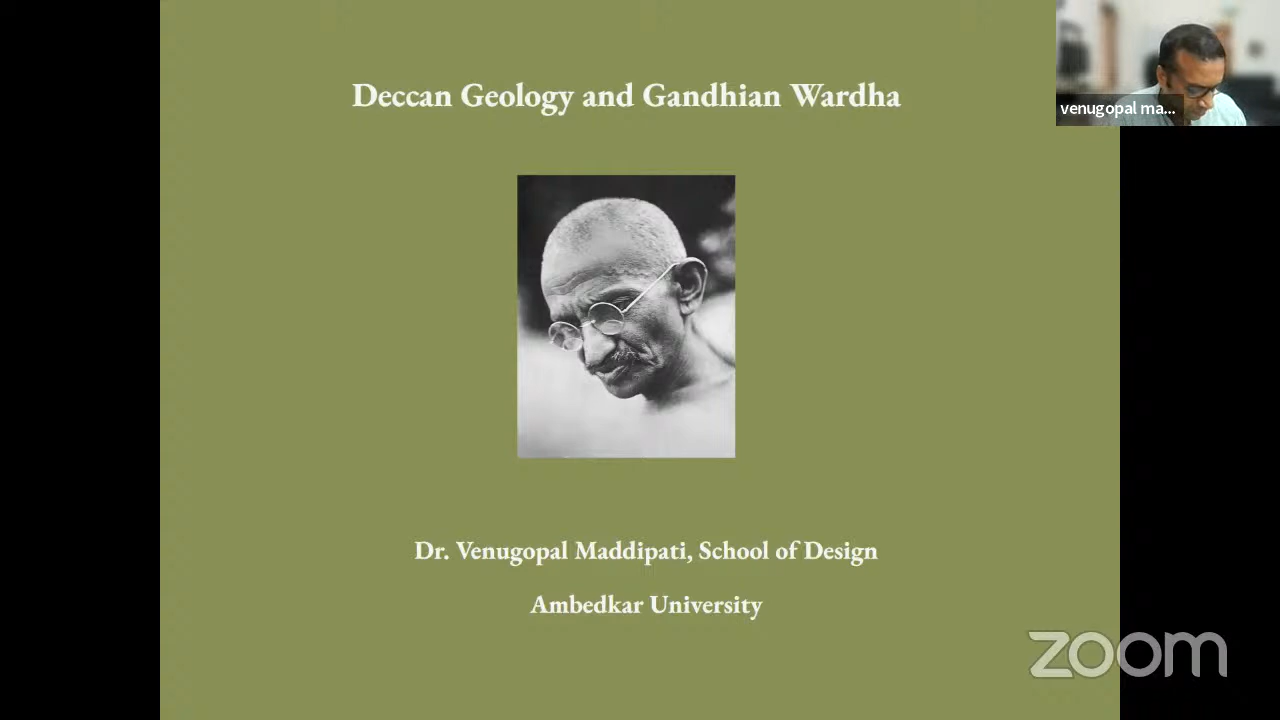 Deccan Geology and Gandhian Wardha
venugopal ma...
Dr. Venugopal Maddipati, School of Design
Ambedkar University
zoom